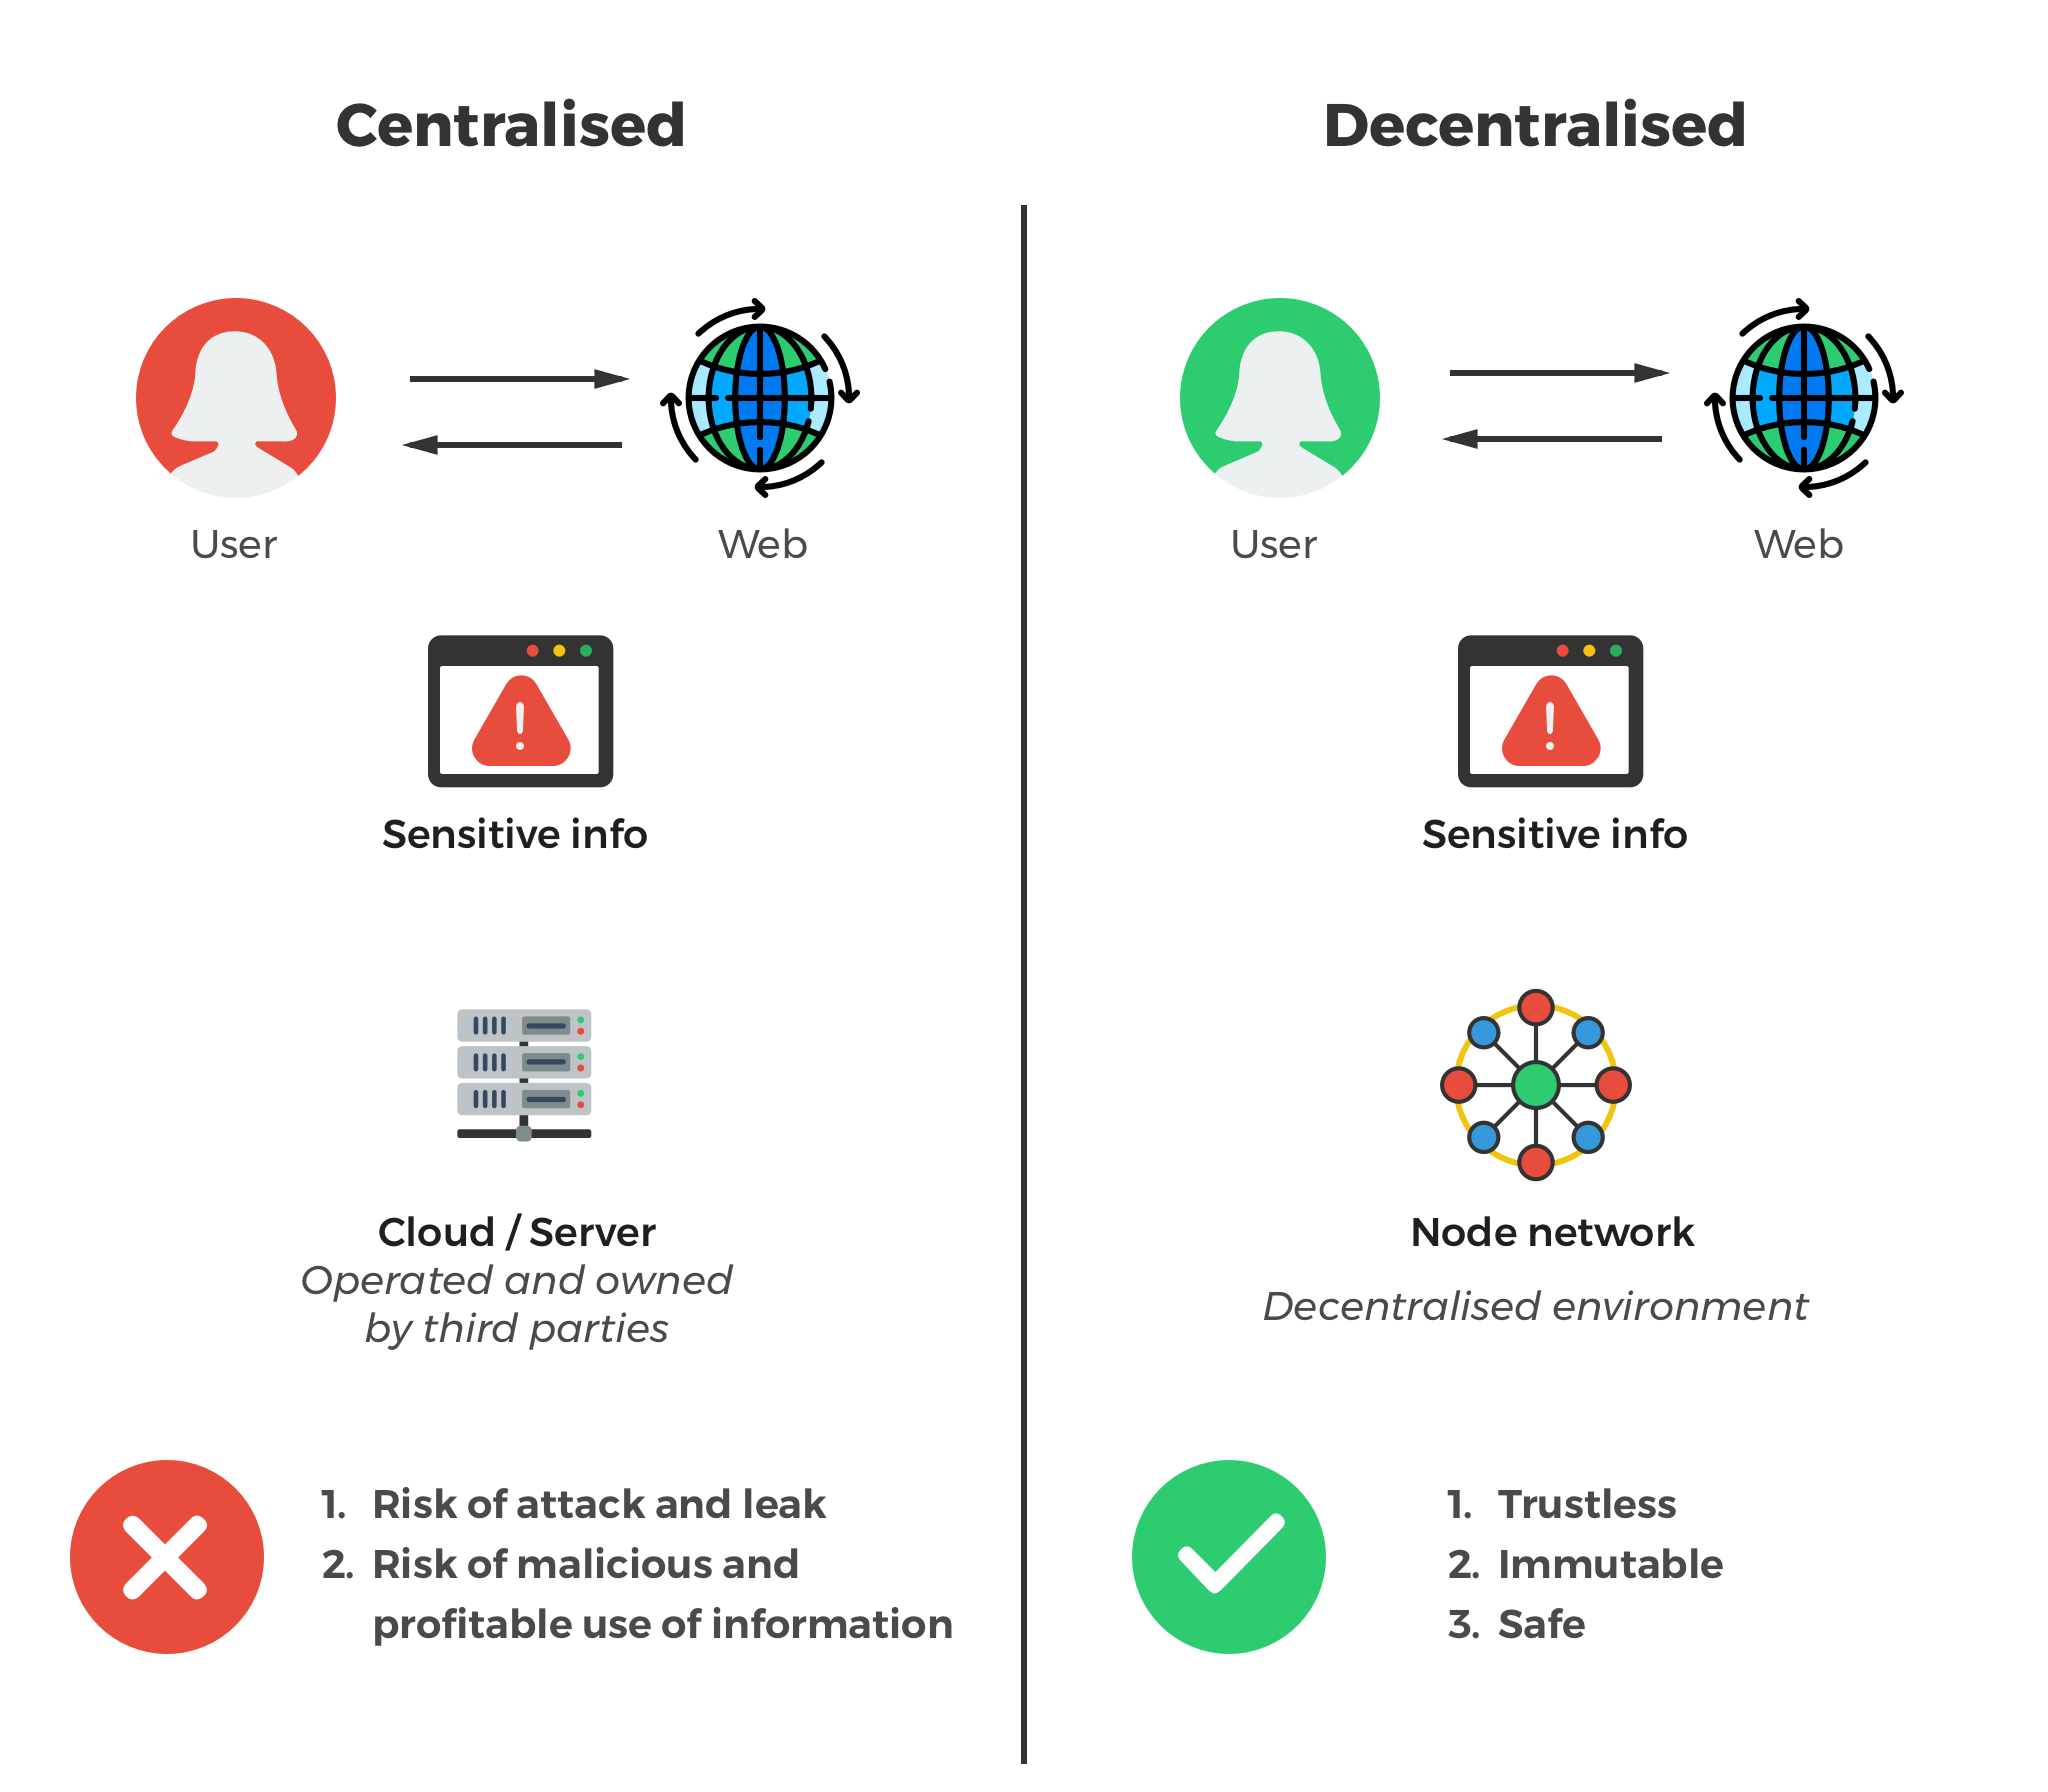 Centralised
User
Web
Sensitive info
Cloud / Server
Operated and owned
by third parties
1. Risk of attack and leak
2. Risk of malicious and
profitable use of information
Decentralised
User
Web
Sensitive info
Node network
Decentralised environment
1. Trustless
2. Immutable
3. Safe